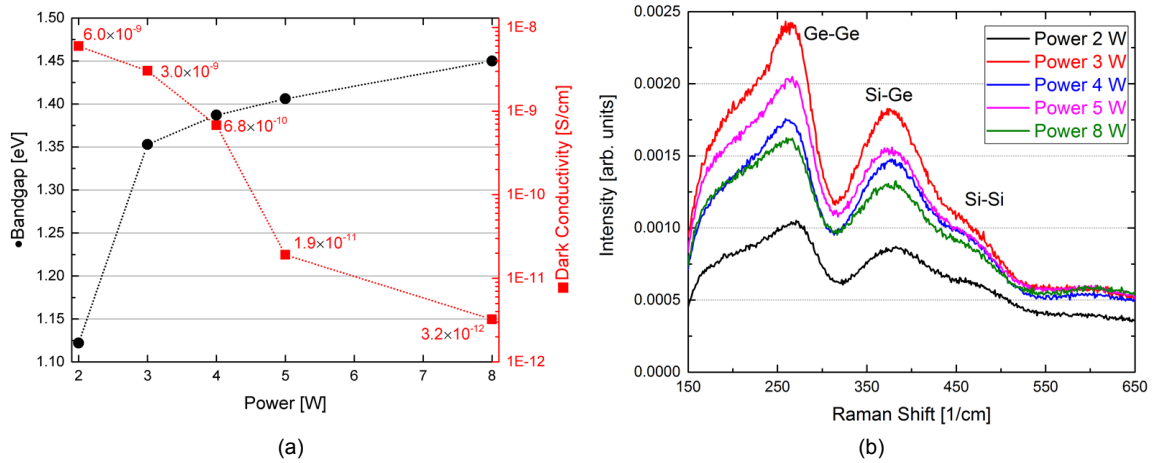 1.50
1.45
1.40
1.35
1.30
1.25
1.20
1.15
1.10
●Bandgap [eV]
6.0×10⁻⁹
3.0×10⁻⁹
6.8×10⁻¹⁰
1.9×10⁻¹¹
3.2×10⁻¹²
1E-8
1E-9
1E-10
1E-11
1E-12
■Dark Conductivity [S/cm]
2 3 4 5 6 7 8
Power [W]
(a)
0.0025
0.0020
0.0015
0.0010
0.0005
0.0000
Intensity [arb. units]
Ge-Ge
Si-Ge
Si-Si
Power 2 W
Power 3 W
Power 4 W
Power 5 W
Power 8 W
150 250 350 450 550 650
Raman Shift [1/cm]
(b)